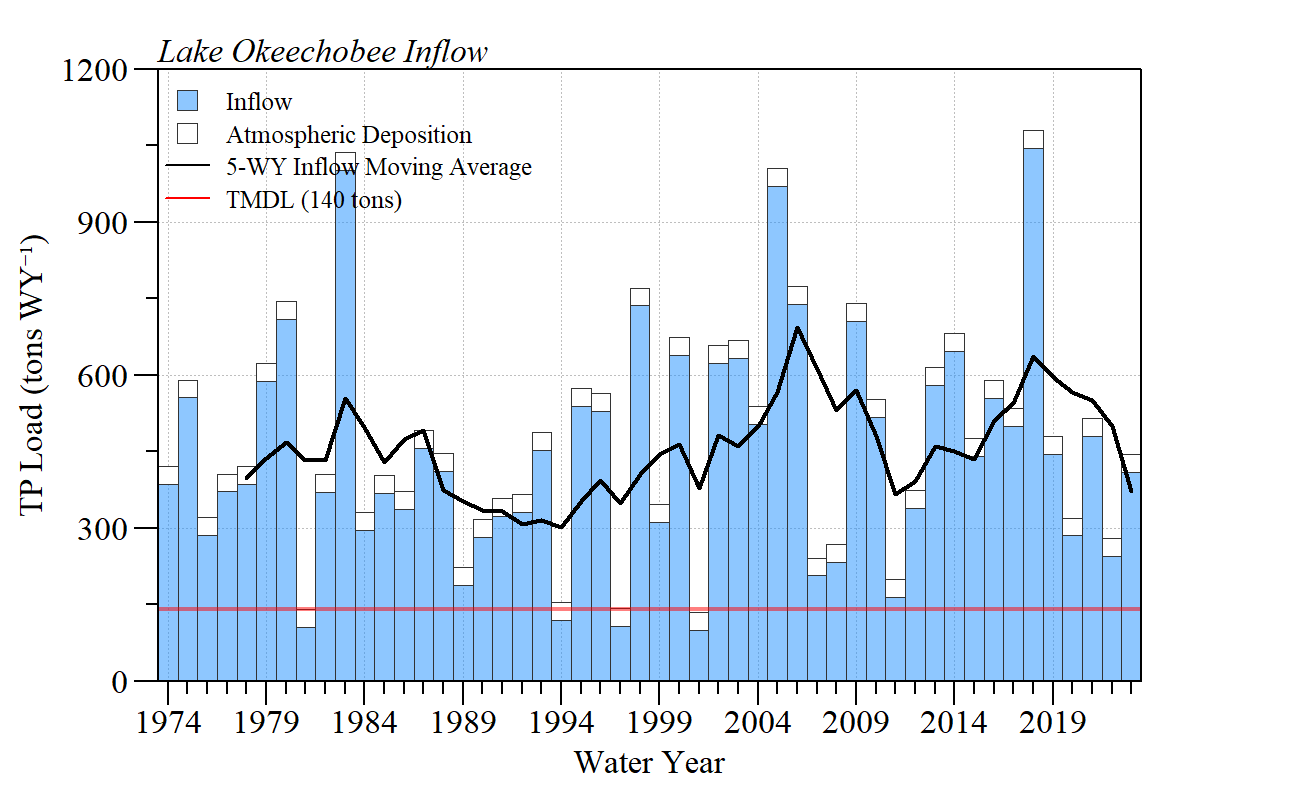 Lake Okeechobee Inflow
1200
900
600
300
0
TP Load (tons WY⁻¹)
Inflow
Atmospheric Deposition
5-WY Inflow Moving Average
TMDL (140 tons)
1974 1979 1984 1989 1994 1999 2004 2009 2014 2019
Water Year